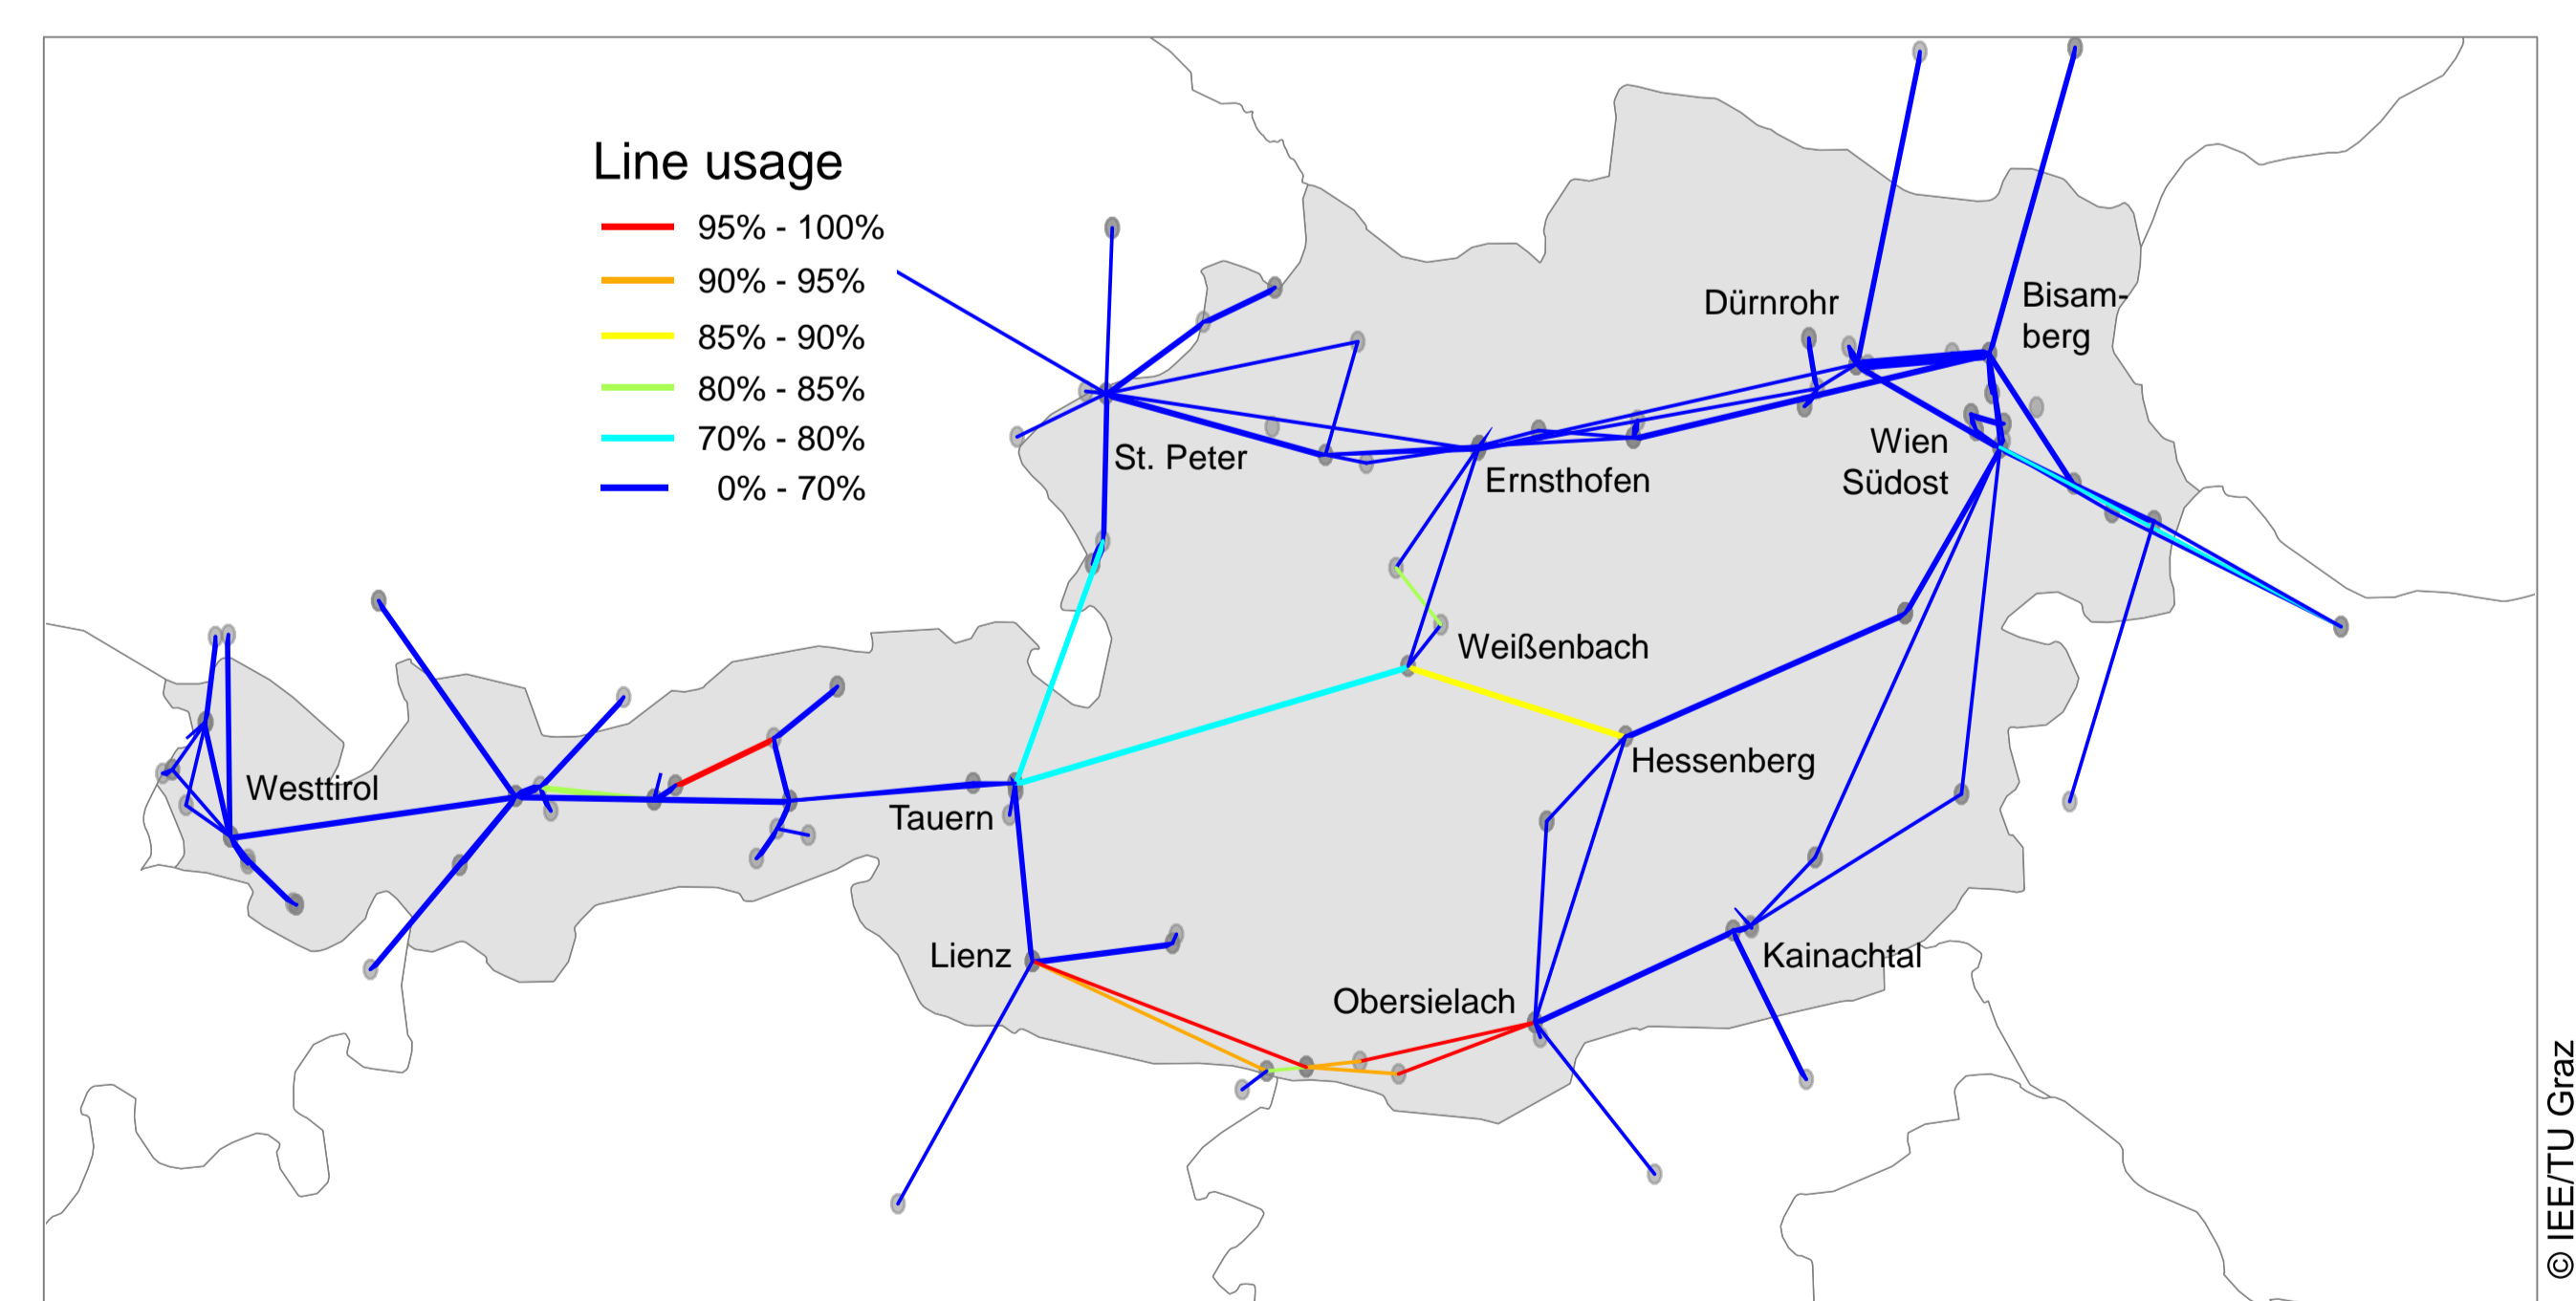 Line usage
95% - 100%
90% - 95%
85% - 90%
80% - 85%
70% - 80%
0% - 70%
Dürnrohr
Bisam-
berg
St. Peter
Ernsthofen
Wien
Südost
Weißenbach
Hessenberg
Westtirol
Tauern
Lienz
Obersielach
Kainachtal
© IEE/TU Graz